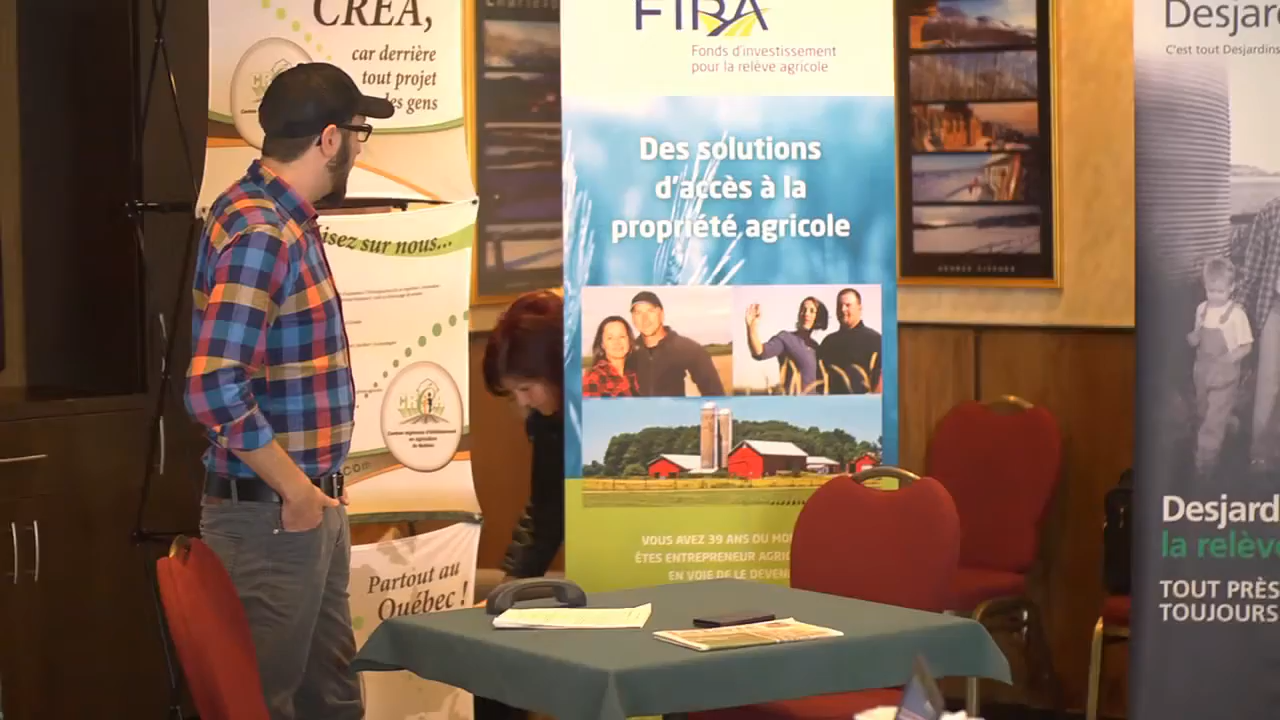 CRÉA,
car derrière
tout projet
des gens
isez sur nous...
Partout au
Québec !
FIRA
Fonds d'investissement
pour la relève agricole
Des solutions
d'accès à la
propriété agricole
VOUS AVEZ 39 ANS OU MO
ÊTES ENTREPRENEUR AGRIC
EN VOIE DE LE DEVEN
Desjar
C'est tout Desjardins
Desjard
la relève
TOUT PRÈS
TOUJOURS